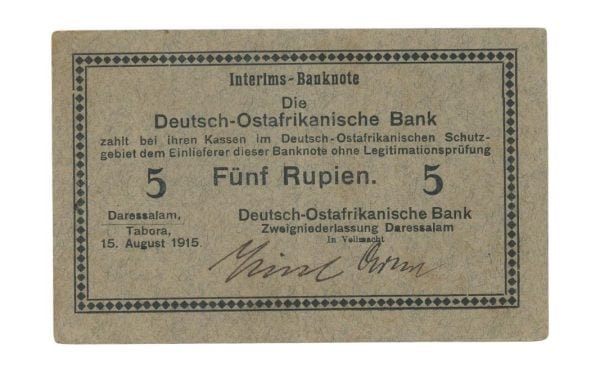 Interims-Banknote
Die
Deutsch-Ostafrikanische Bank
zahlt bei ihren Kassen im Deutsch-Ostafrikanischen Schutz-
gebiet dem Einlieferer dieser Banknote ohne Legitimationsprüfung
5 Fünf Rupien. 5
Daressalam,
Tabora,
15. August 1915.
Deutsch-Ostafrikanische Bank
Zweigniederlassung Daressalam
In Vollmacht